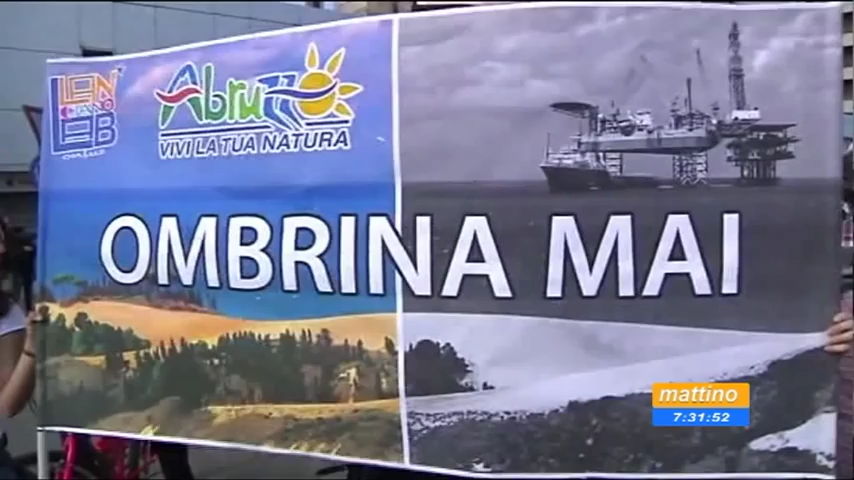 Abruzzo
VIVI LA TUA NATURA
OMBRINA MAI
mattino
7:31:52